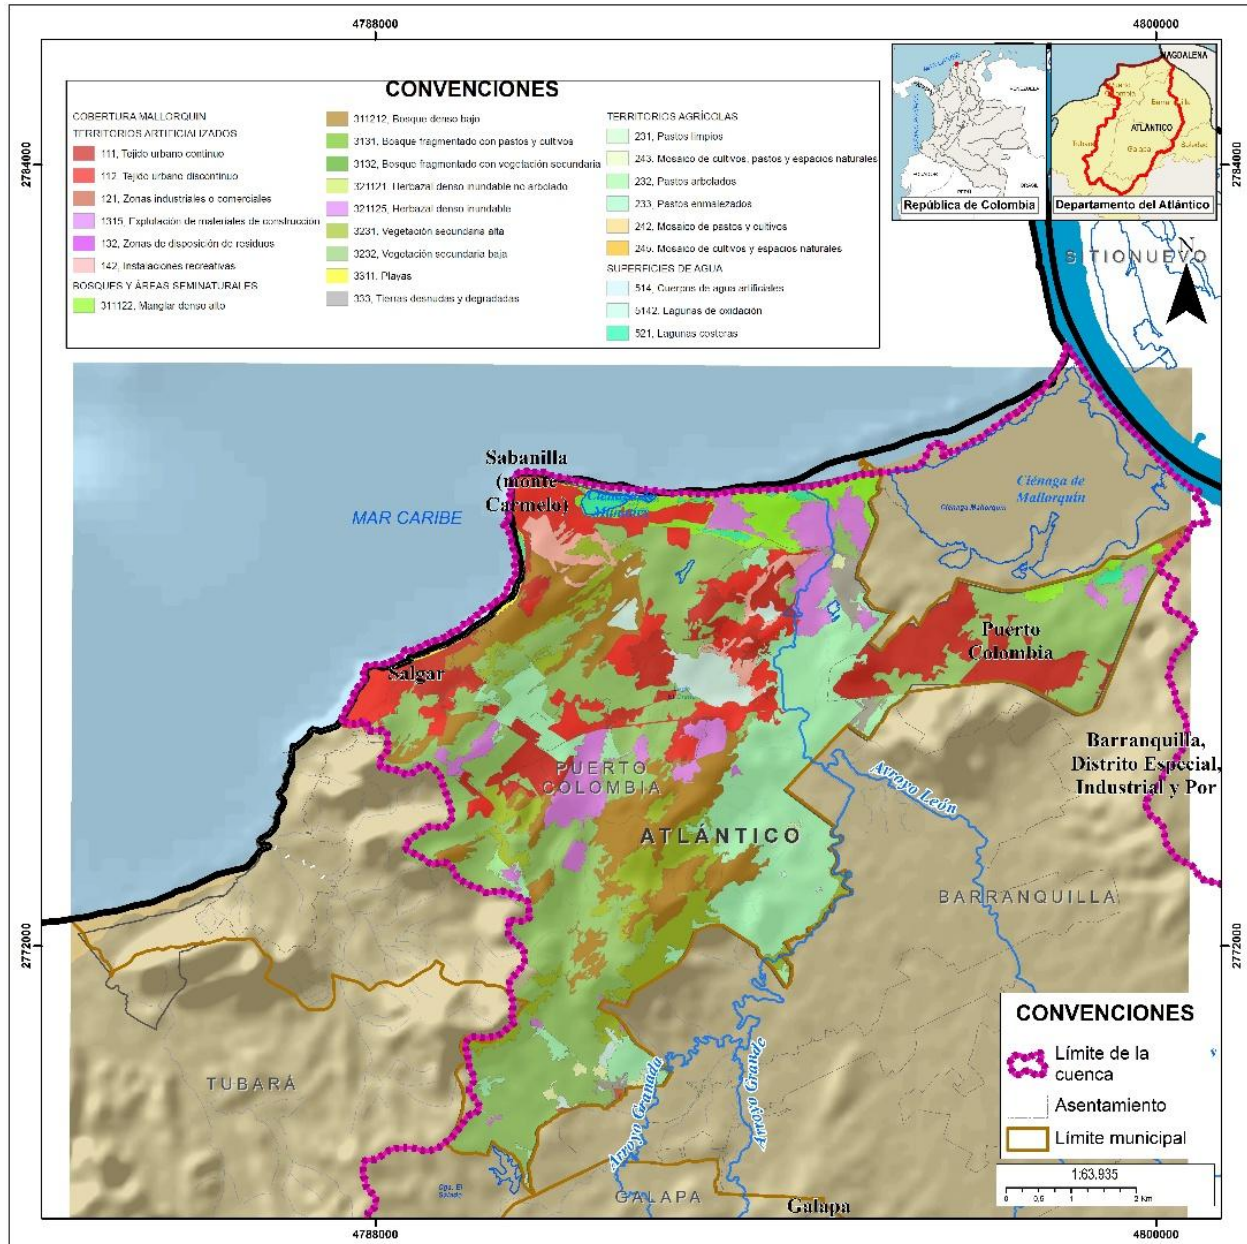 4788000
4800000
2784000
2784000
CONVENCIONES
COBERTURA MALLORQUIN
TERRITORIOS ARTIFICIALIZADOS
111, Tejido urbano continuo
112, Tejido urbano discontinuo
121, Zonas industriales o comerciales
1315, Explotación de materiales de construcción
132, Zonas de disposición de residuos
142, Instalaciones recreativas
BOSQUES Y ÁREAS SEMINATURALES
311122, Manglar denso alto
311212, Bosque denso bajo
3131, Bosque fragmentado con pastos y cultivos
3132, Bosque fragmentado con vegetación secundaria
321121, Herbazal denso inundable no arbolado
321125, Herbazal denso inundable
3231, Vegetación secundaria alta
3232, Vegetación secundaria baja
3311, Playas
333, Tierras desnudas y degradadas
TERRITORIOS AGRÍCOLAS
231, Pastos limpios
243, Mosaico de cultivos, pastos y espacios naturales
232, Pastos arbolados
233, Pastos enmalezados
242, Mosaico de pastos y cultivos
245, Mosaico de cultivos y espacios naturales
SUPERFICIES DE AGUA
514, Cuerpos de agua artificiales
5142, Lagunas de oxidación
521, Lagunas costeras
República de Colombia
MAGDALENA
ATLÁNTICO
Galapa
Departamento del Atlántico
SITIONUEVO
N
Sabanilla
(monte
Carmelo)
MAR CARIBE
Ciénaga de
Mallorquín
Ciénaga Mallorquin
Salgar
Puerto
Colombia
PUERTO
COLOMBIA
ATLÁNTICO
Arroyo León
Barranquilla,
Distrito Especial,
Industrial y Por
BARRANQUILLA
2772000
2772000
TUBARÁ
Arroyo Granada
Arroyo Grande
GALAPA
Galapa
CONVENCIONES
Límite de la
cuenca
Asentamiento
Límite municipal
1:63.935
0 0,5 1 2 km
4788000
4800000